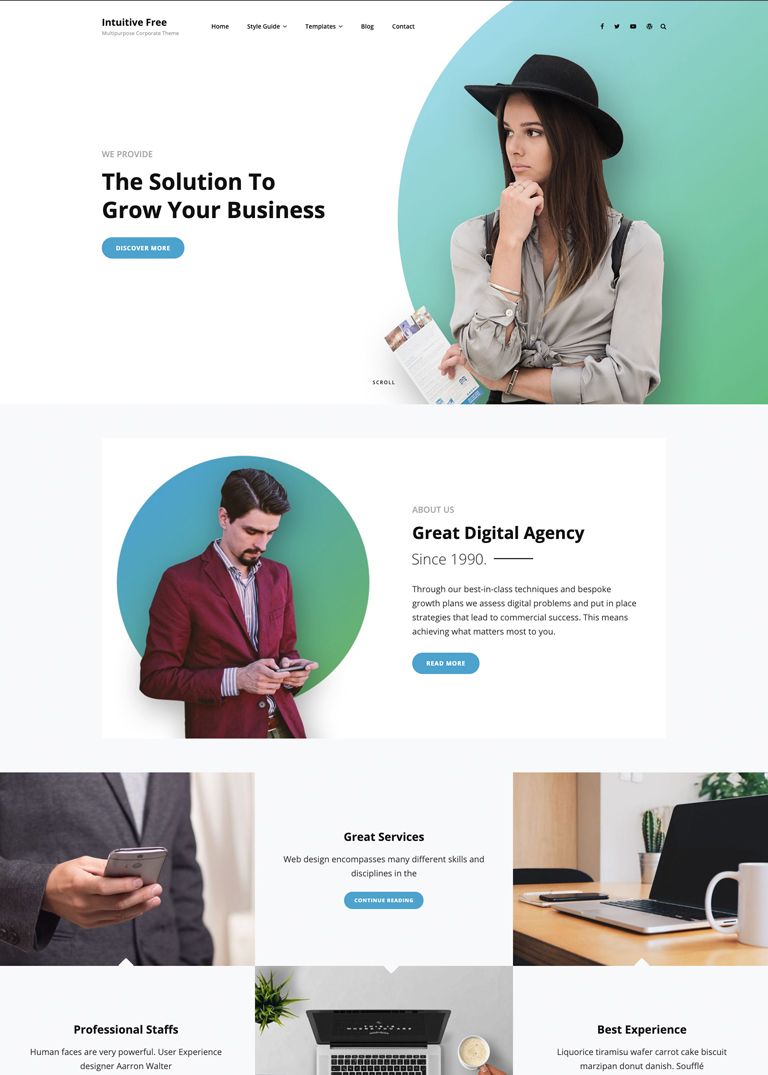 Intuitive Free
Multipurpose Corporate Theme
Home
Style Guide
Templates
Blog
Contact
WE PROVIDE
The Solution To
Grow Your Business
DISCOVER MORE
SCROLL
ABOUT US
Great Digital Agency
Since 1990.
Through our best-in-class techniques and bespoke
growth plans we assess digital problems and put in place
strategies that lead to commercial success. This means
achieving what matters most to you.
READ MORE
Great Services
Web design encompasses many different skills and
disciplines in the
CONTINUE READING
Professional Staffs
Human faces are very powerful. User Experience
designer Aarron Walter
Best Experience
Liquorice tiramisu wafer carrot cake biscuit
marzipan donut danish. Soufflé